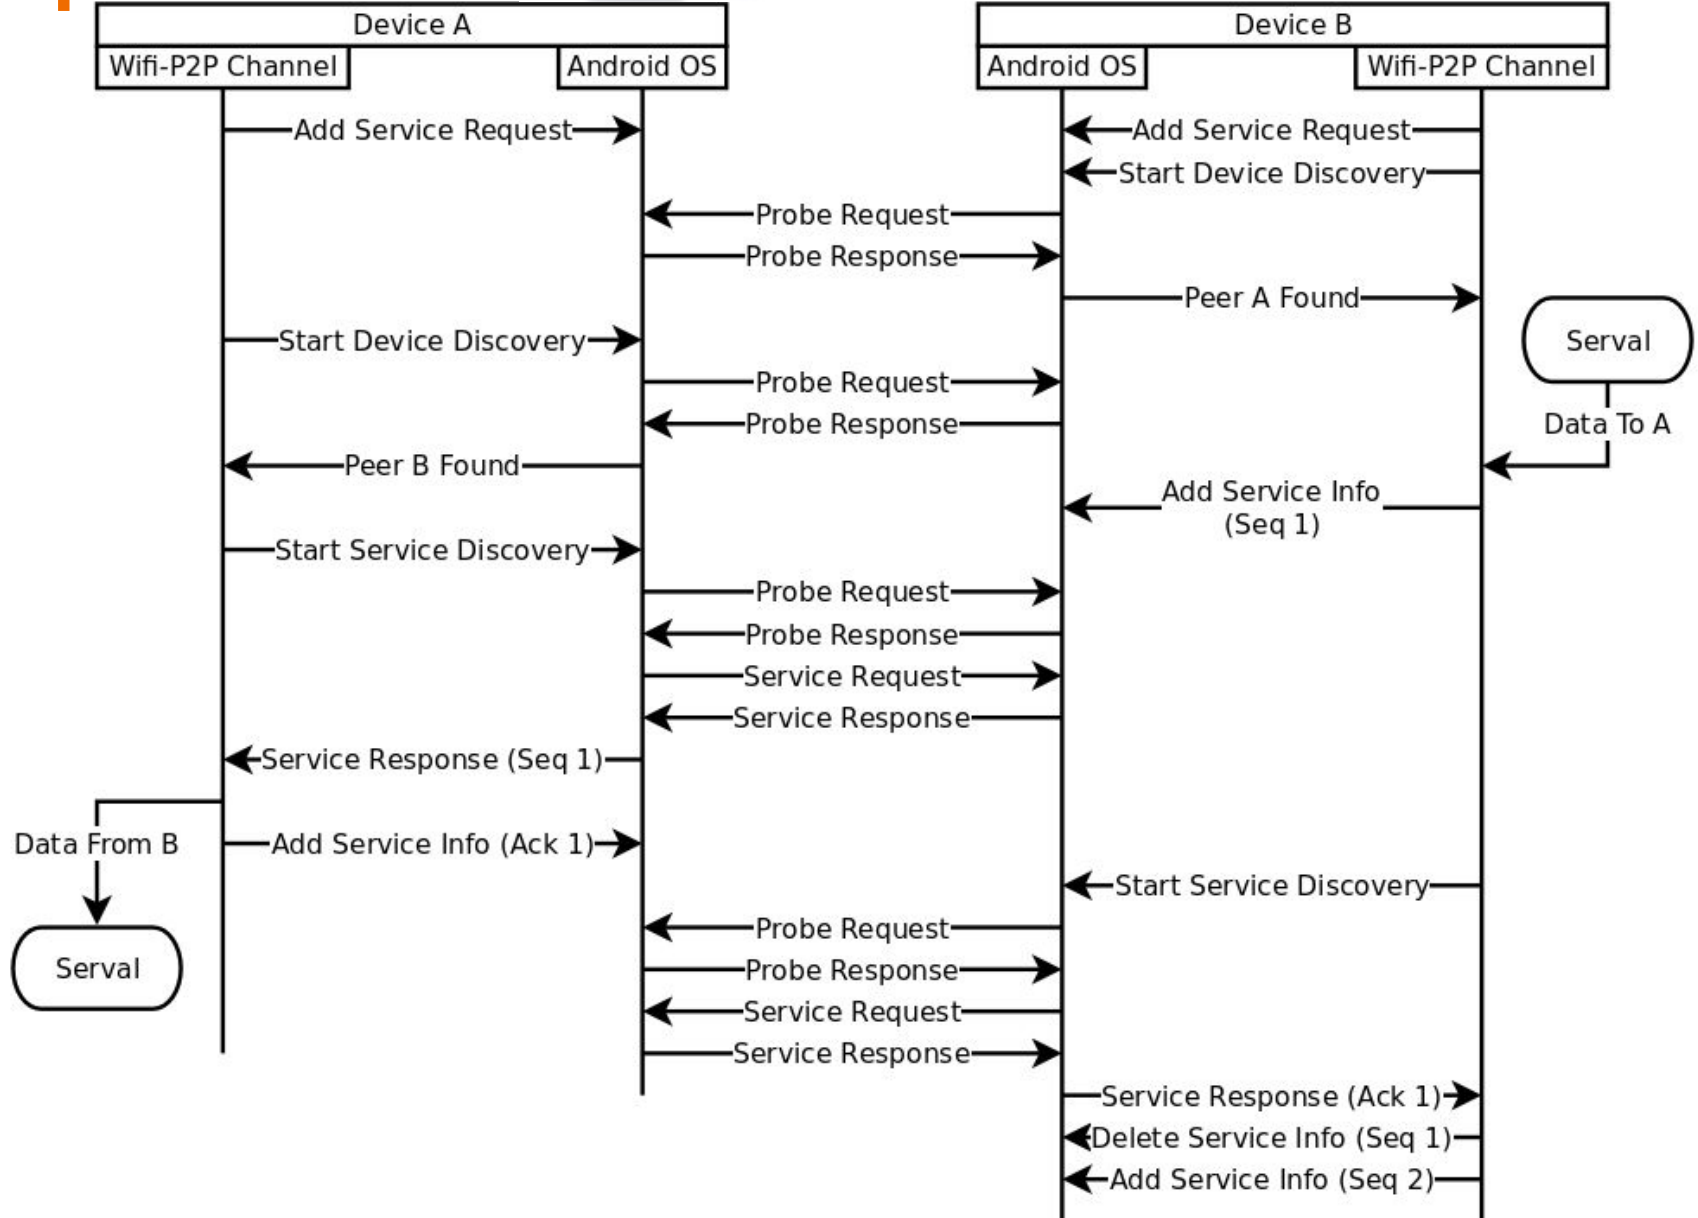 Device A
Device B
Wifi-P2P Channel
Android OS
Android OS
Wifi-P2P Channel
Add Service Request
Add Service Request
Start Device Discovery
Probe Request
Probe Response
Peer A Found
Start Device Discovery
Serval
Probe Request
Probe Response
Data To A
Peer B Found
Add Service Info
(Seq 1)
Start Service Discovery
Probe Request
Probe Response
Service Request
Service Response
Service Response (Seq 1)
Data From B
Add Service Info (Ack 1)
Start Service Discovery
Probe Request
Probe Response
Serval
Service Request
Service Response
Service Response (Ack 1)
Delete Service Info (Seq 1)
Add Service Info (Seq 2)